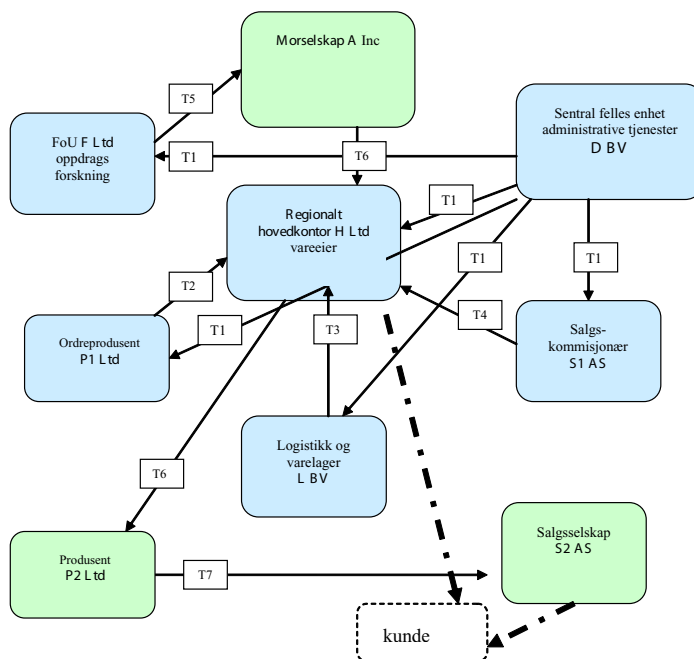 Morselskap A Inc
T5
FoU F Ltd
oppdrags
forskning
T1
T6
Sentral felles enhet
administrative tjenester
D BV
Regionalt
hovedkontor H Ltd
vareeier
T1
T1
T1
T2
T1
T3
T4
Ordreprodusent
P1 Ltd
Salgs-
kommisjonær
S1 AS
Logistikk og
varelager
L BV
T6
Produsent
P2 Ltd
T7
Salgsselskap
S2 AS
kunde